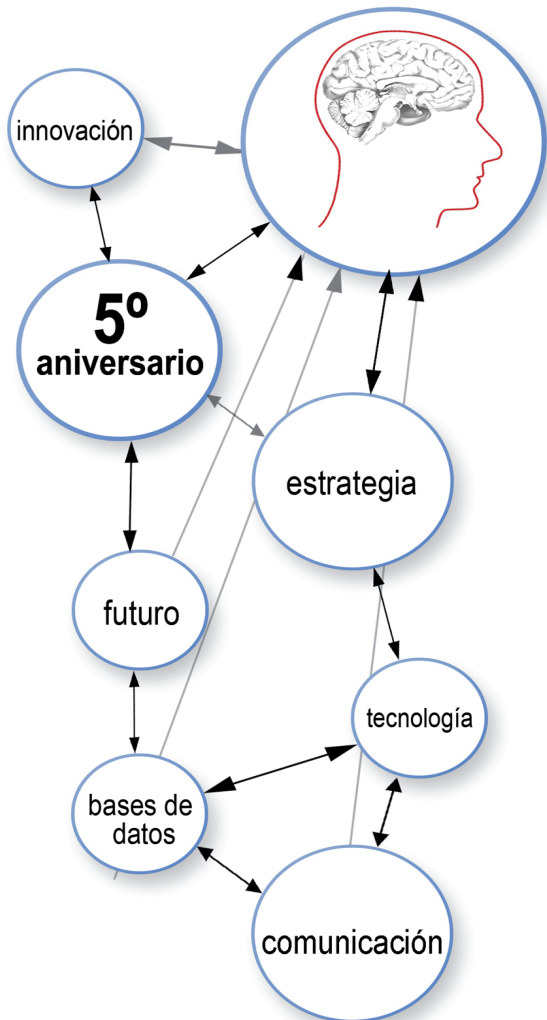 innovación
5º
aniversario
estrategia
futuro
tecnología
bases de
datos
comunicación